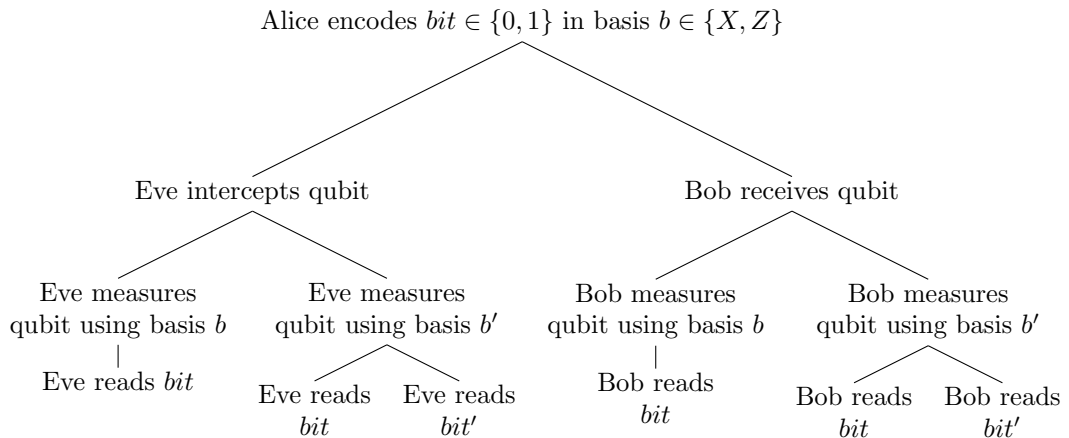 Alice encodes bit ∈ {0, 1} in basis b ∈ {X, Z}
Eve intercepts qubit
Bob receives qubit
Eve measures
qubit using basis b
Eve measures
qubit using basis b′
Bob measures
qubit using basis b
Bob measures
qubit using basis b′
Eve reads bit
Eve reads
bit
Eve reads
bit′
Bob reads
bit
Bob reads
bit
Bob reads
bit′